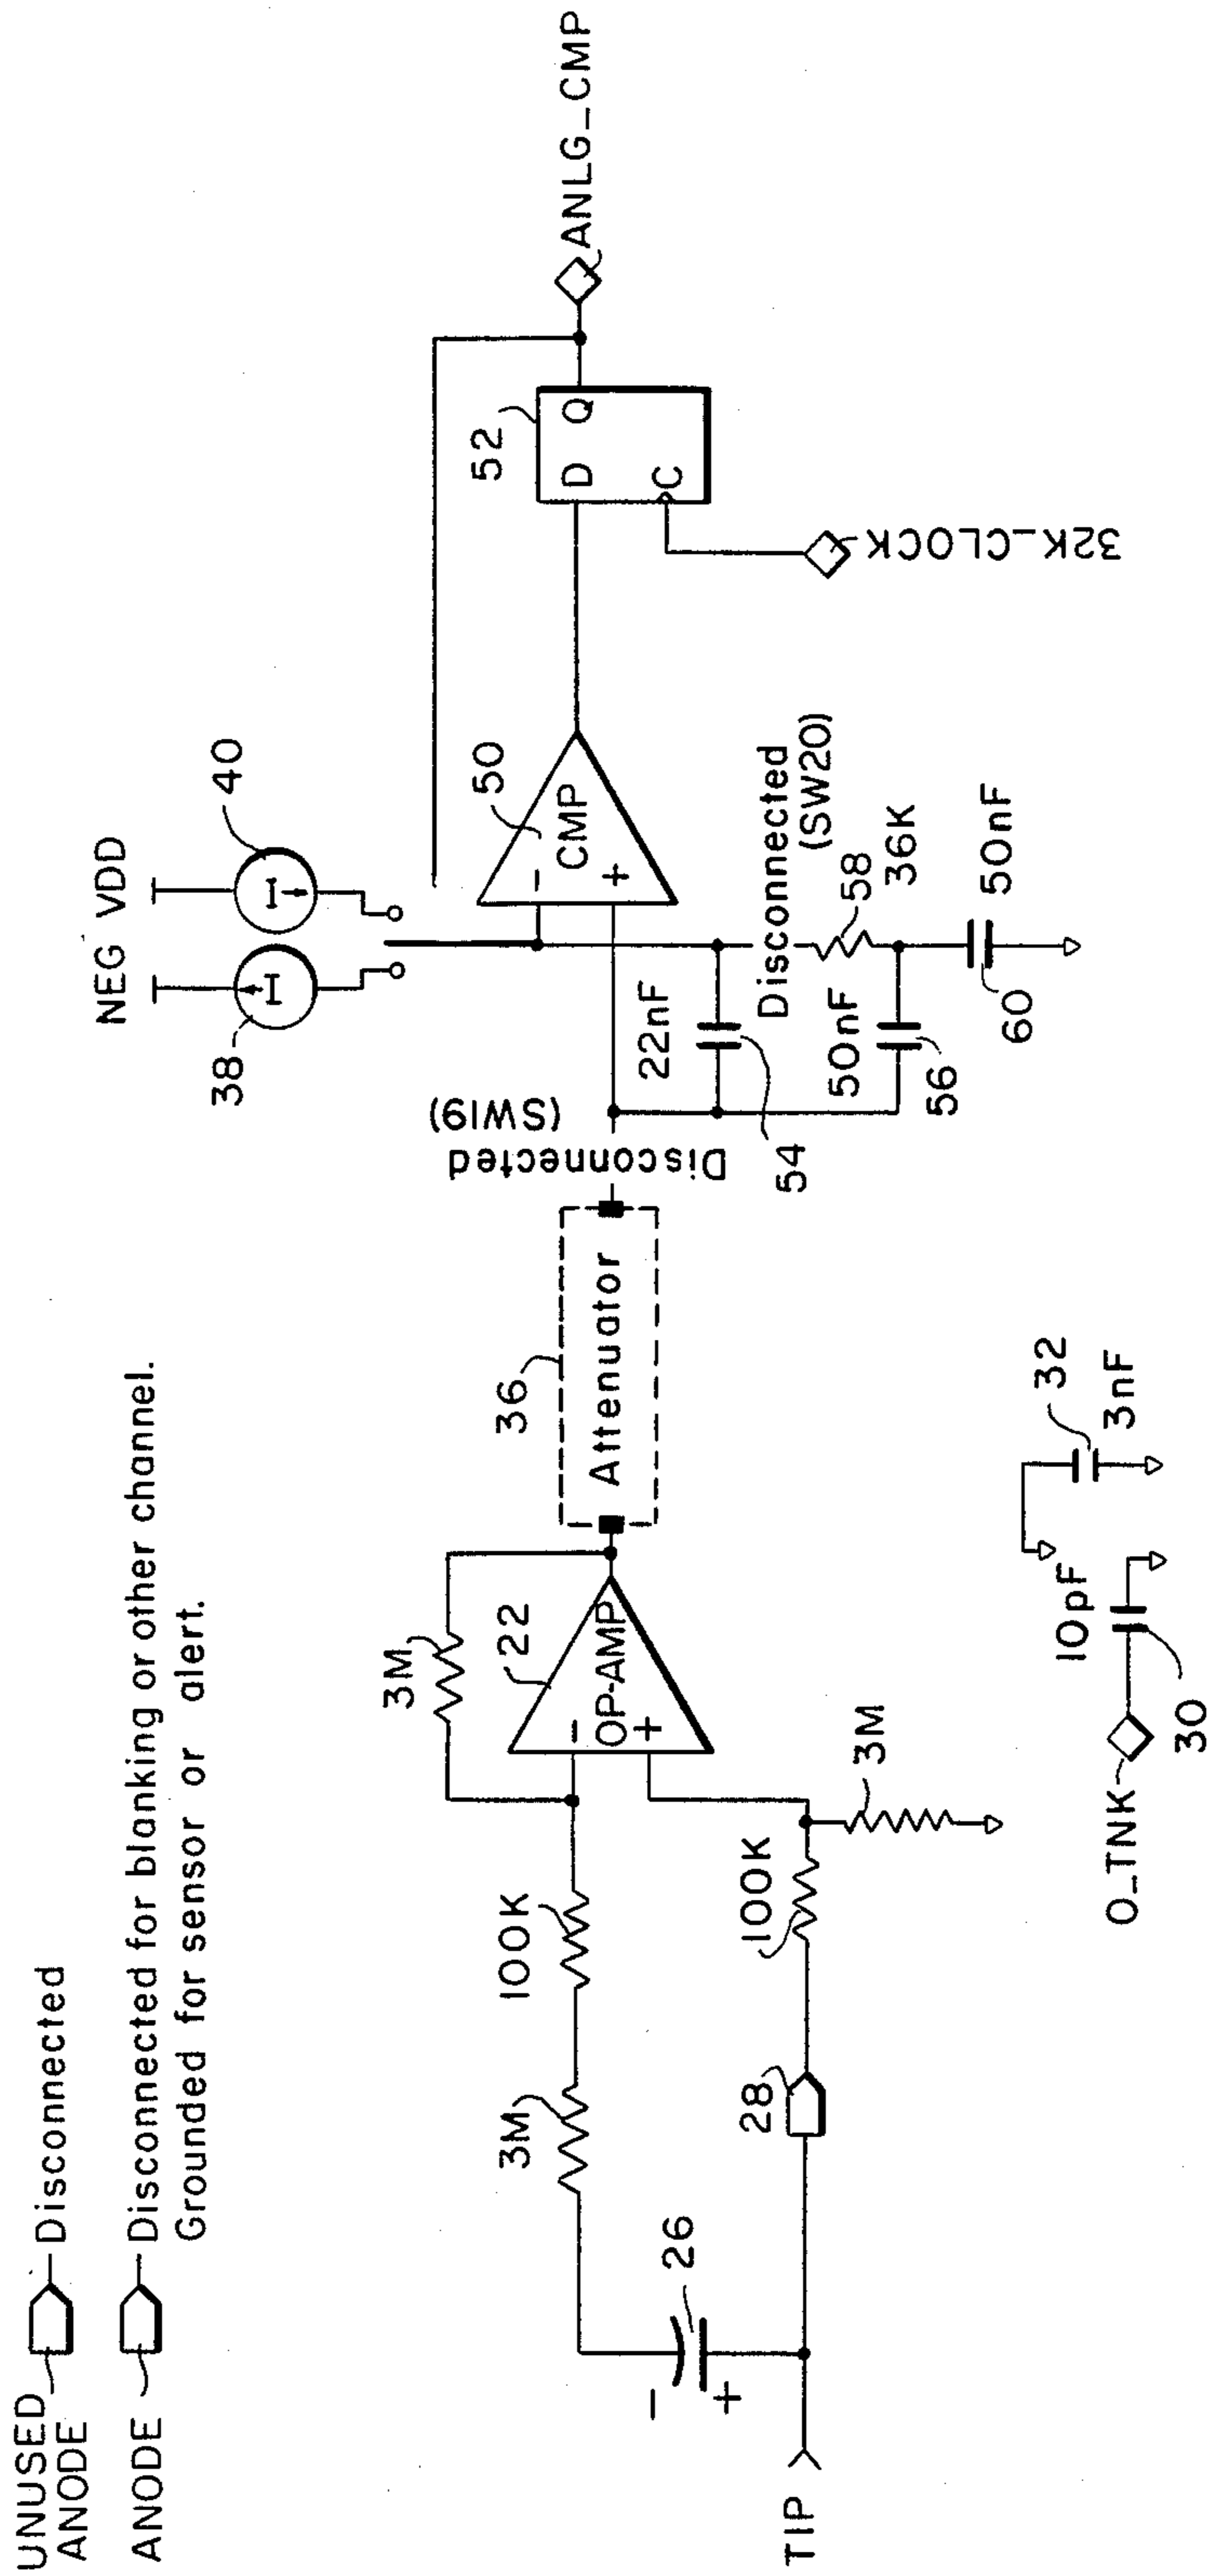 UNUSED
ANODE
Disconnected
ANODE
Disconnected for blanking or other channel.
Grounded for sensor or alert.
TIP
-
+
26
3M
100K
28
100K
3M
3M
22
-
OP-AMP
+
36
Attenuator
Disconnected
(SW19)
O_TNK
30
10pF
32
3nF
NEG VDD
38
I
I
40
50
-
CMP
+
22nF
54
Disconnected
(SW20)
58
36K
50nF
56
50nF
60
52
D Q
C
32K_CLOCK
ANLG_CMP